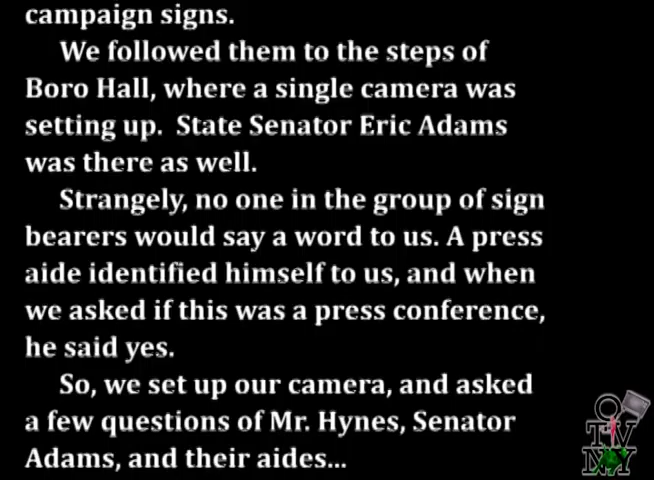 campaign signs.
We followed them to the steps of
Boro Hall, where a single camera was
setting up. State Senator Eric Adams
was there as well.
Strangely, no one in the group of sign
bearers would say a word to us. A press
aide identified himself to us, and when
we asked if this was a press conference,
he said yes.
So, we set up our camera, and asked
a few questions of Mr. Hynes, Senator
Adams, and their aides...
TV
NY